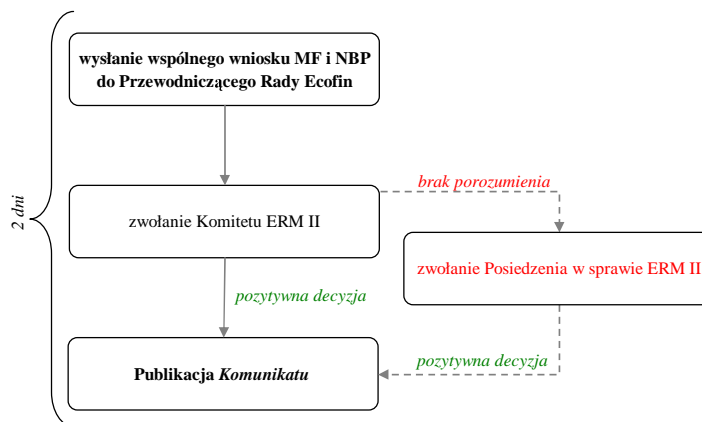 wysłanie wspólnego wniosku MF i NBP
do Przewodniczącego Rady Ecofin
2 dni
brak porozumienia
zwołanie Komitetu ERM II
zwołanie Posiedzenia w sprawie ERM II
pozytywna decyzja
pozytywna decyzja
Publikacja Komunikatu